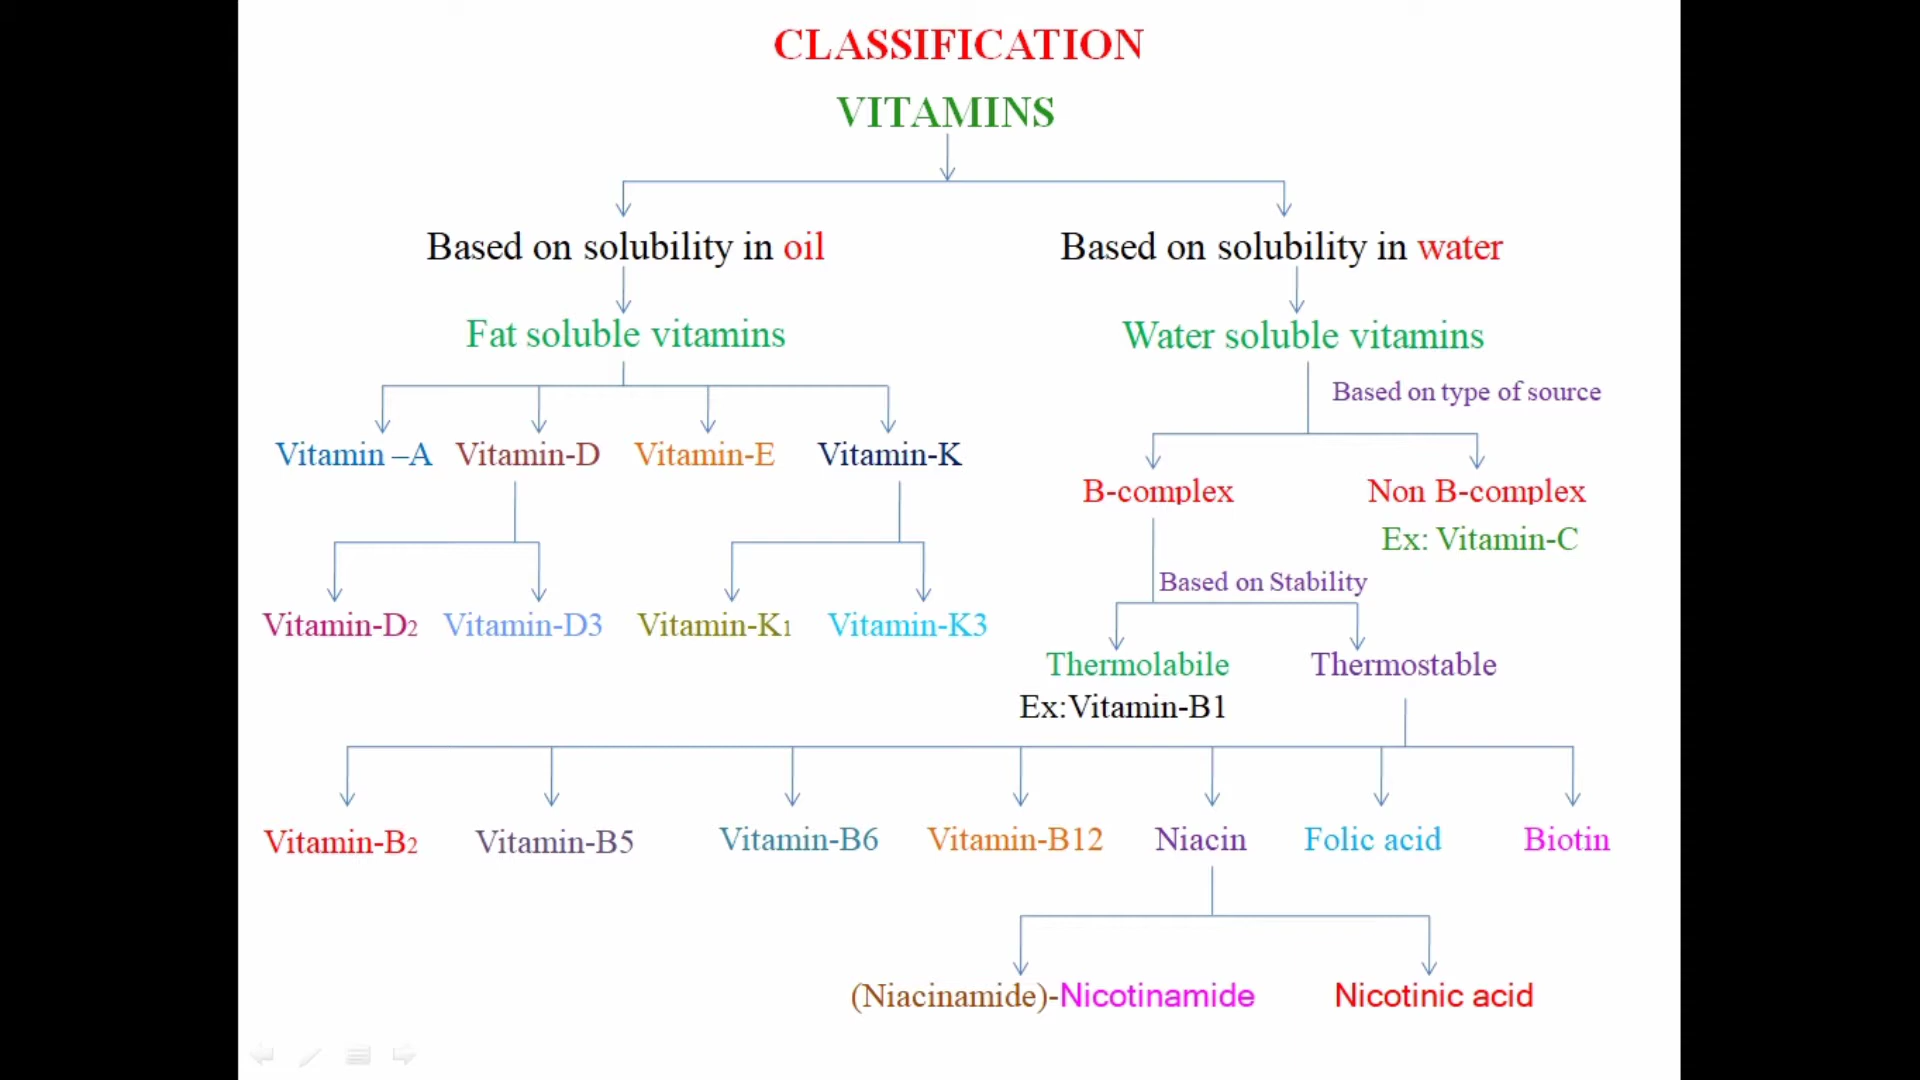 CLASSIFICATION
VITAMINS
Based on solubility in oil
Based on solubility in water
Fat soluble vitamins
Water soluble vitamins
Based on type of source
Vitamin –A
Vitamin-D
Vitamin-E
Vitamin-K
B-complex
Non B-complex
Ex: Vitamin-C
Based on Stability
Vitamin-D2
Vitamin-D3
Vitamin-K1
Vitamin-K3
Thermolabile
Thermostable
Ex:Vitamin-B1
Vitamin-B2
Vitamin-B5
Vitamin-B6
Vitamin-B12
Niacin
Folic acid
Biotin
(Niacinamide)-Nicotinamide
Nicotinic acid